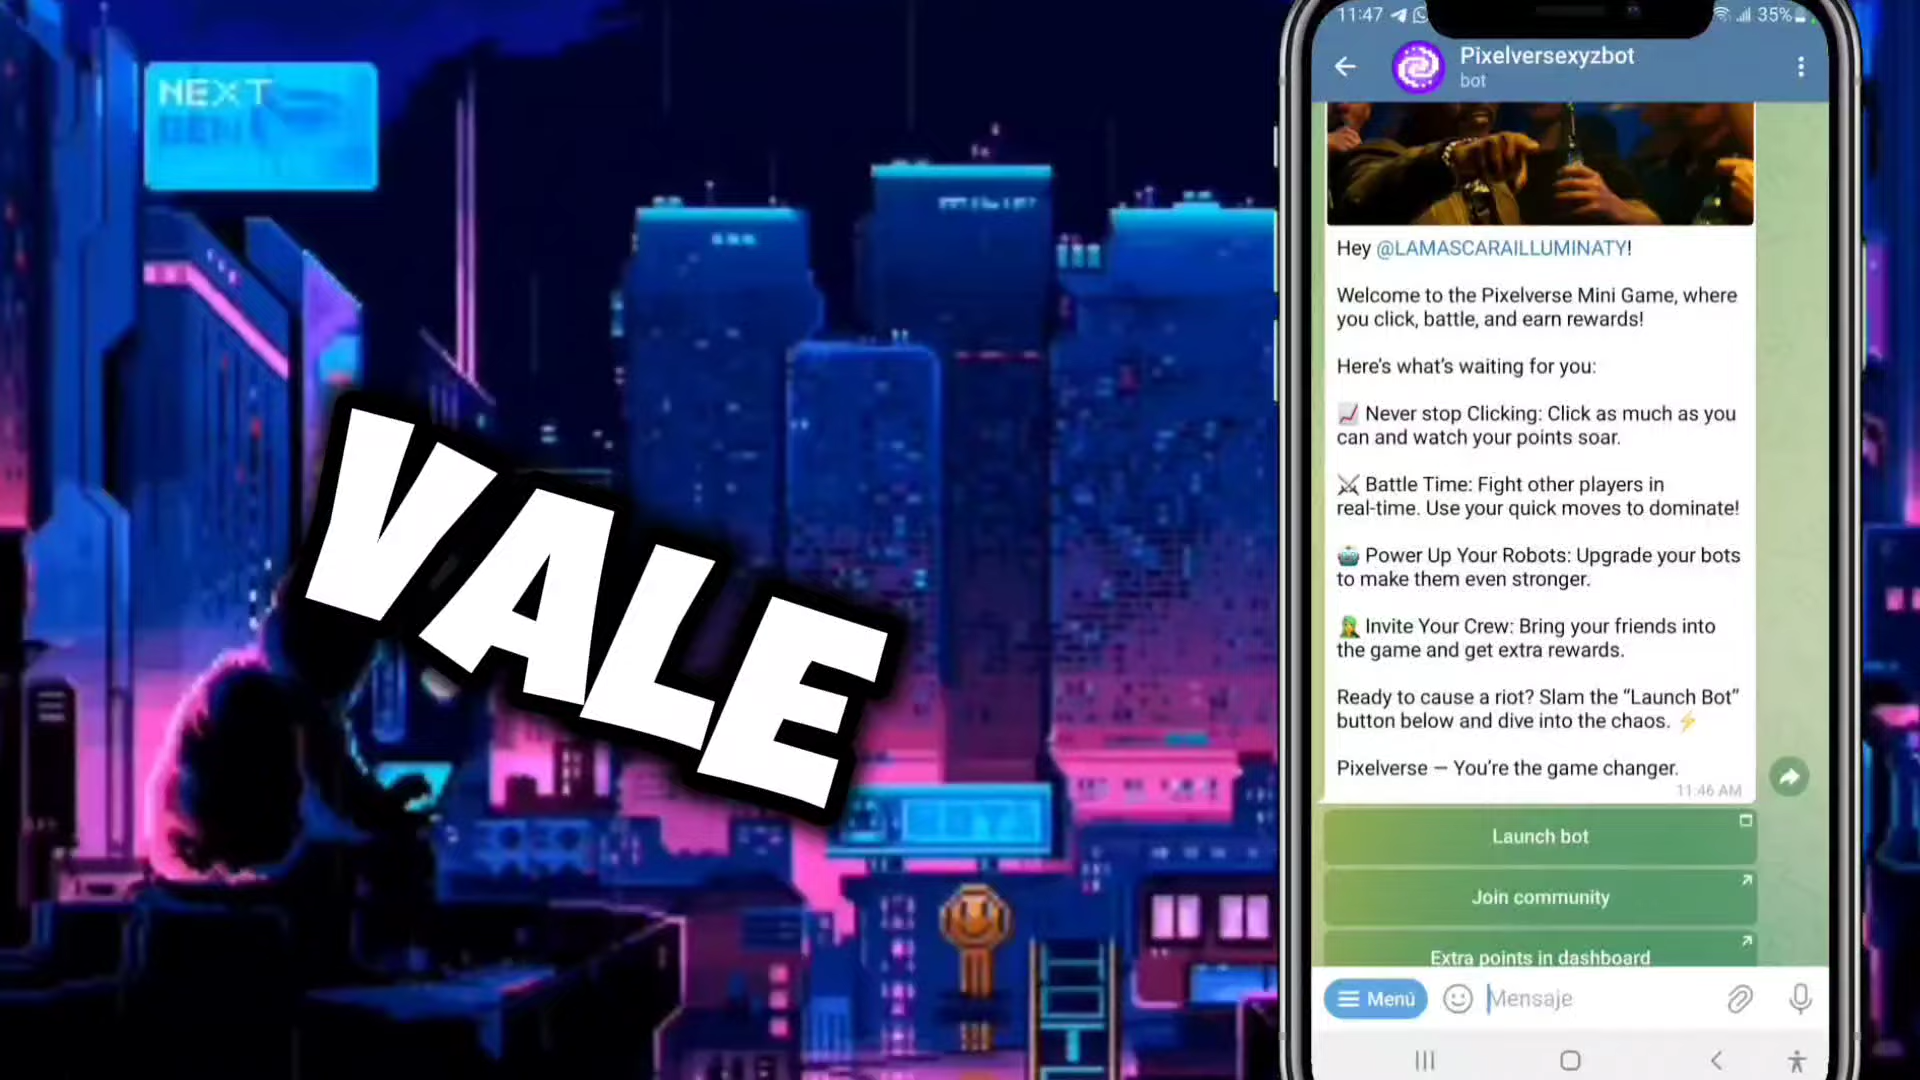 NEXT
GEN
VALE
11:47
35%
Pixelversexyzbot
bot
Hey @LAMASCARAILLUMINATY!
Welcome to the Pixelverse Mini Game, where
you click, battle, and earn rewards!
Here's what's waiting for you:
📈 Never stop Clicking: Click as much as you
can and watch your points soar.
⚔ Battle Time: Fight other players in
real-time. Use your quick moves to dominate!
🤖 Power Up Your Robots: Upgrade your bots
to make them even stronger.
Invite Your Crew: Bring your friends into
the game and get extra rewards.
Ready to cause a riot? Slam the “Launch Bot”
button below and dive into the chaos. ⚡
Pixelverse — You're the game changer.
11:46 AM
Launch bot
Join community
Extra points in dashboard
Menú
Mensaje